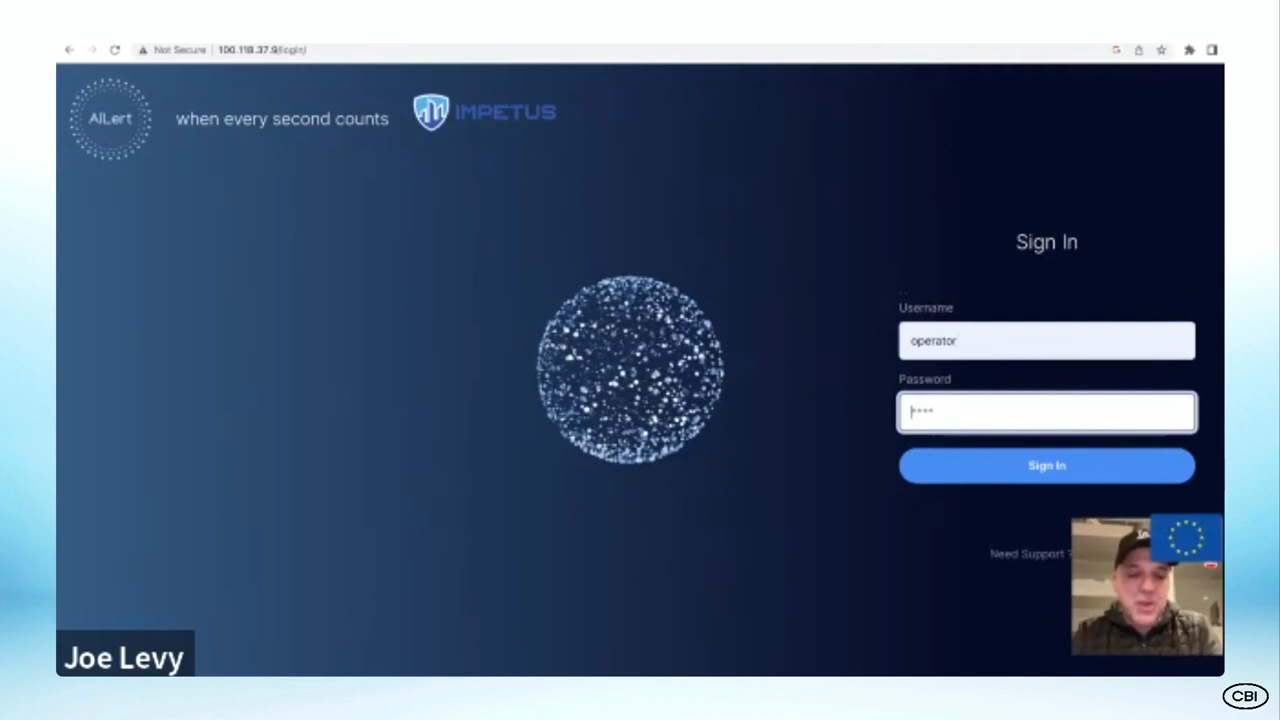 Not Secure | 100.118.37.9/login/
AILert
when every second counts
IMPETUS
Sign In
Username
operator
Password
****
Sign In
Need Support ?
Joe Levy
CBI